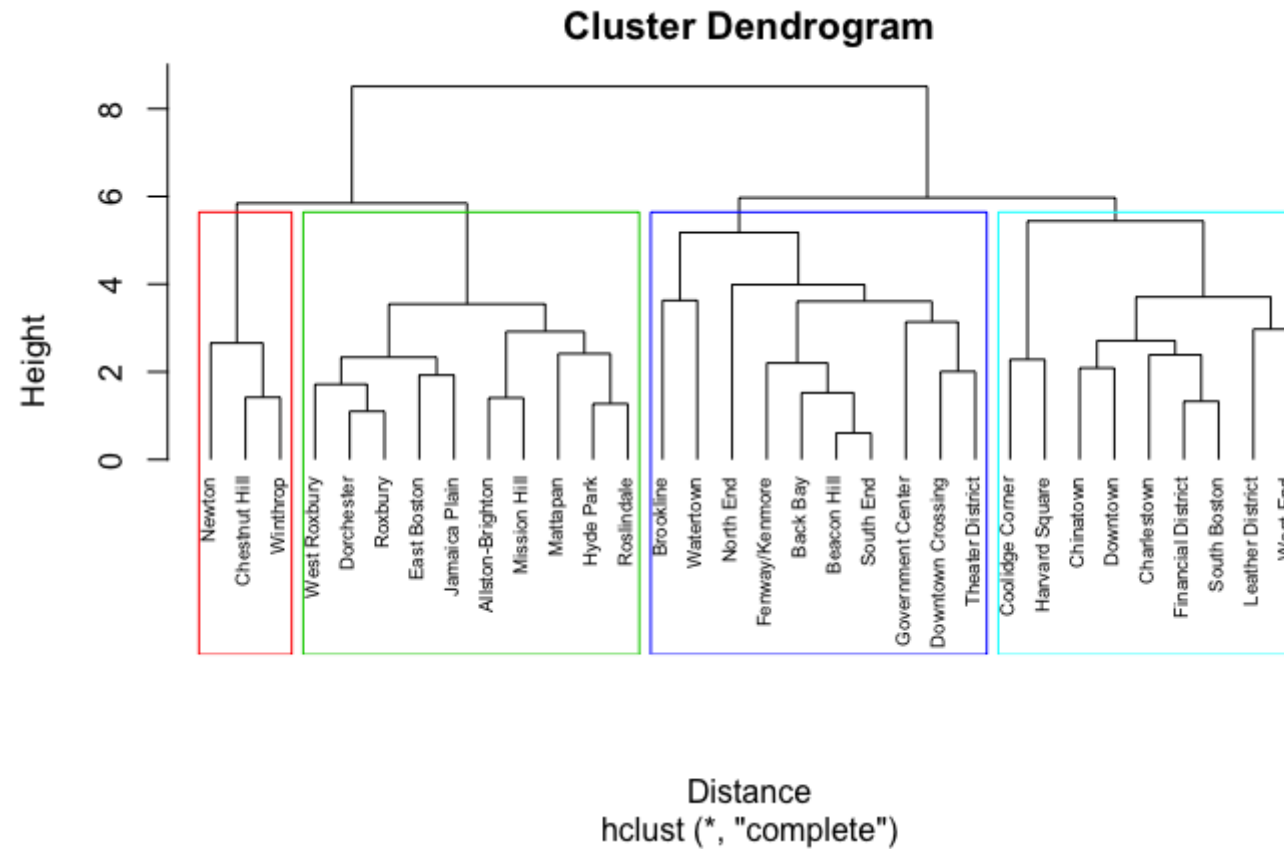 Cluster Dendrogram
Height
8
6
4
2
0
Newton
Chestnut Hill
Winthrop
West Roxbury
Dorchester
Roxbury
East Boston
Jamaica Plain
Allston-Brighton
Mission Hill
Mattapan
Hyde Park
Roslindale
Brookline
Watertown
North End
Fenway/Kenmore
Back Bay
Beacon Hill
South End
Government Center
Downtown Crossing
Theater District
Coolidge Corner
Harvard Square
Chinatown
Downtown
Charlestown
Financial District
South Boston
Leather District
Distance
hclust (*, "complete")